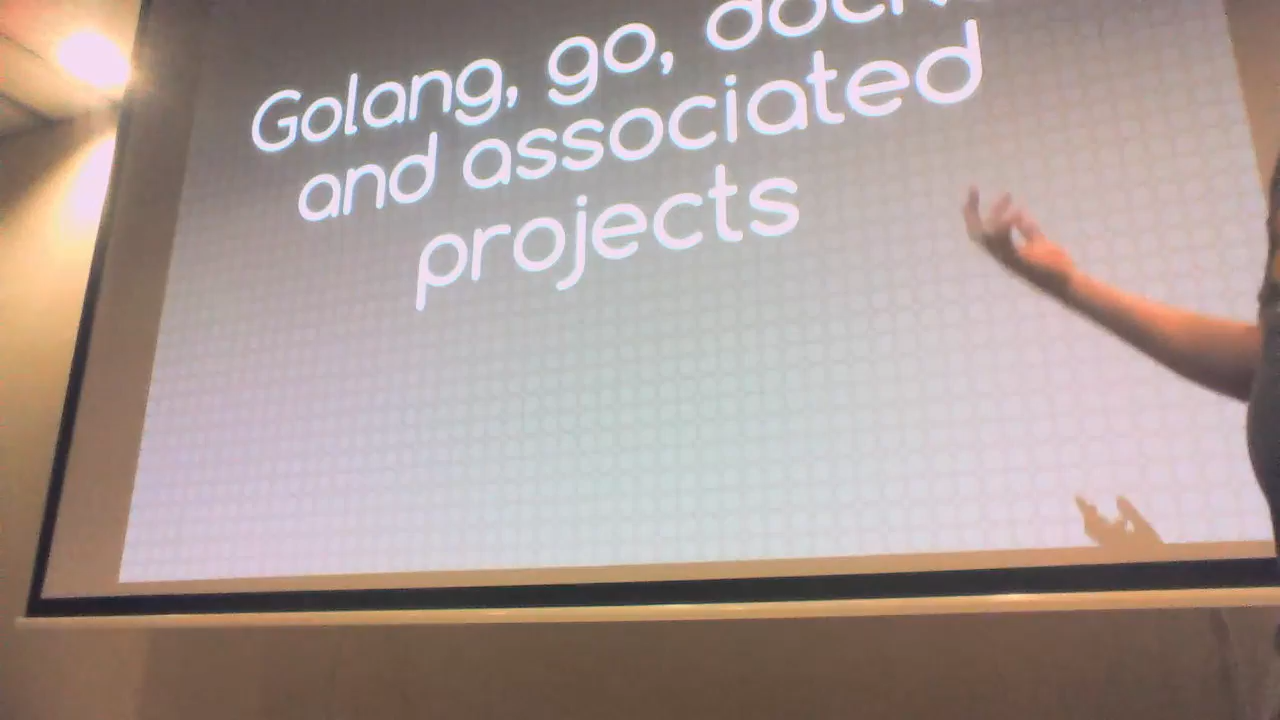 Golang, go,
and associated
projects